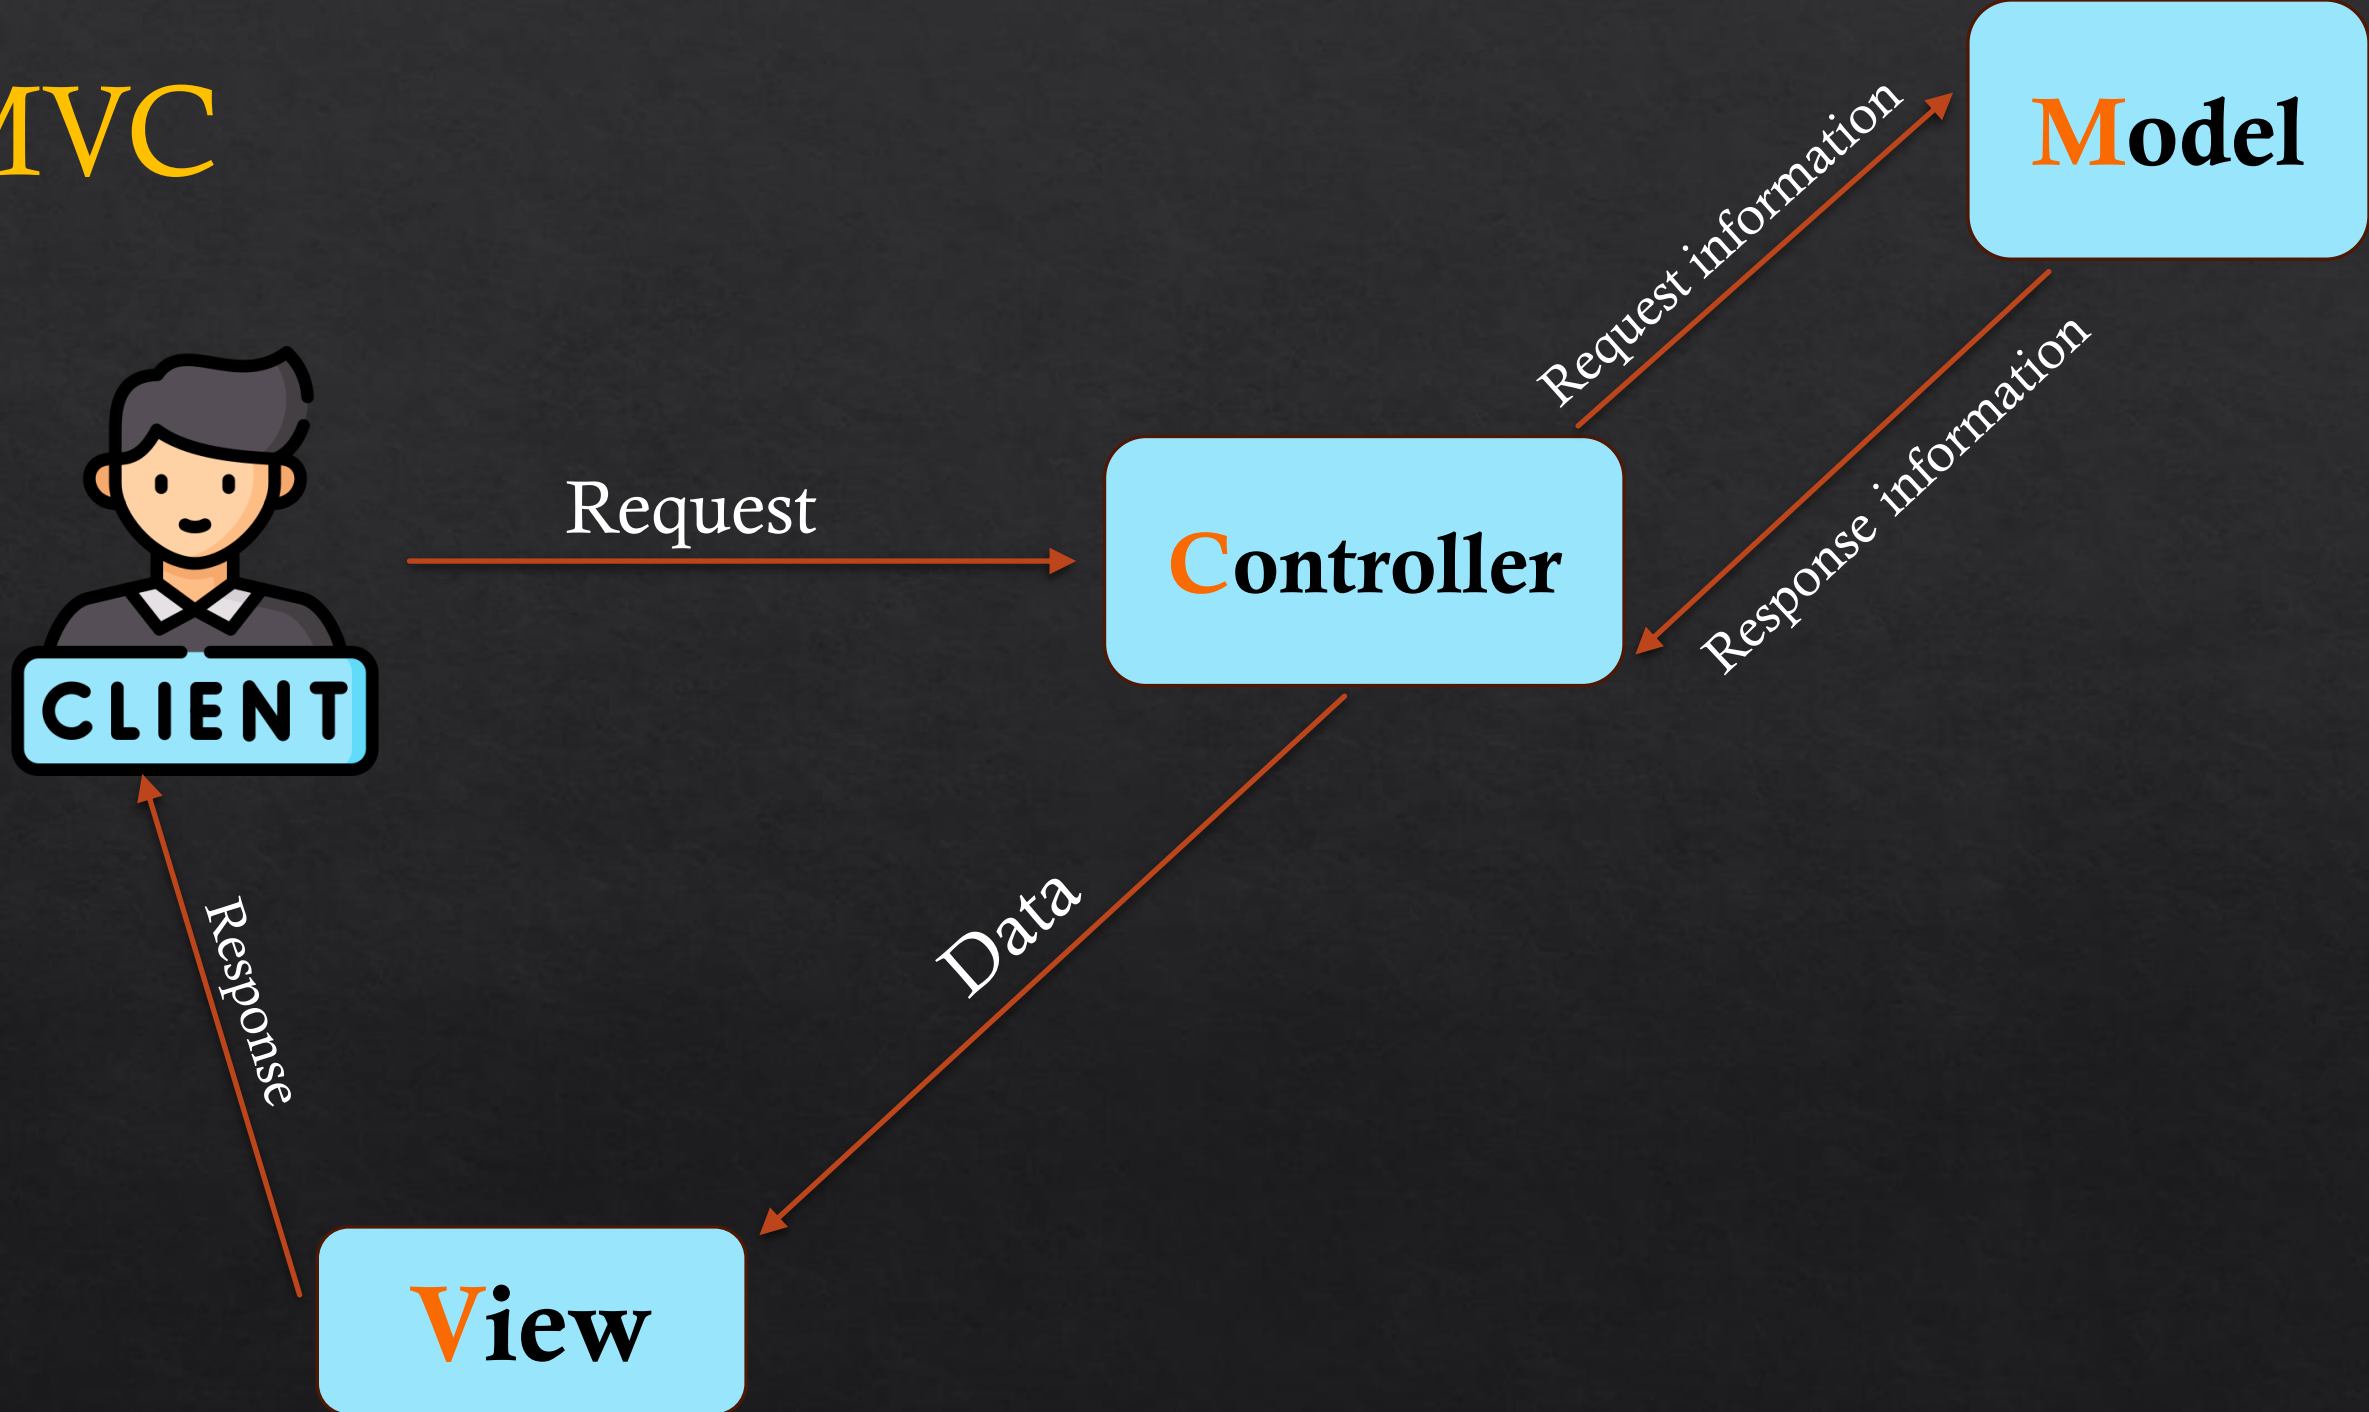 MVC
Model
Request information
Response information
Request
Controller
CLIENT
Data
Response
View